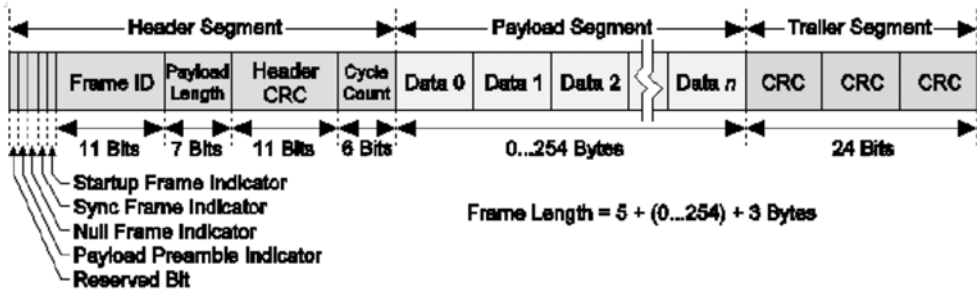 Header Segment Payload Segment Trailer Segment
Frame ID Payload Length Header CRC Cycle Count Data 0 Data 1 Data 2 Data n CRC CRC CRC
11 Bits 7 Bits 11 Bits 6 Bits 0...254 Bytes 24 Bits
Startup Frame Indicator
Sync Frame Indicator
Null Frame Indicator
Payload Preamble Indicator
Reserved Bit
Frame Length = 5 + (0...254) + 3 Bytes